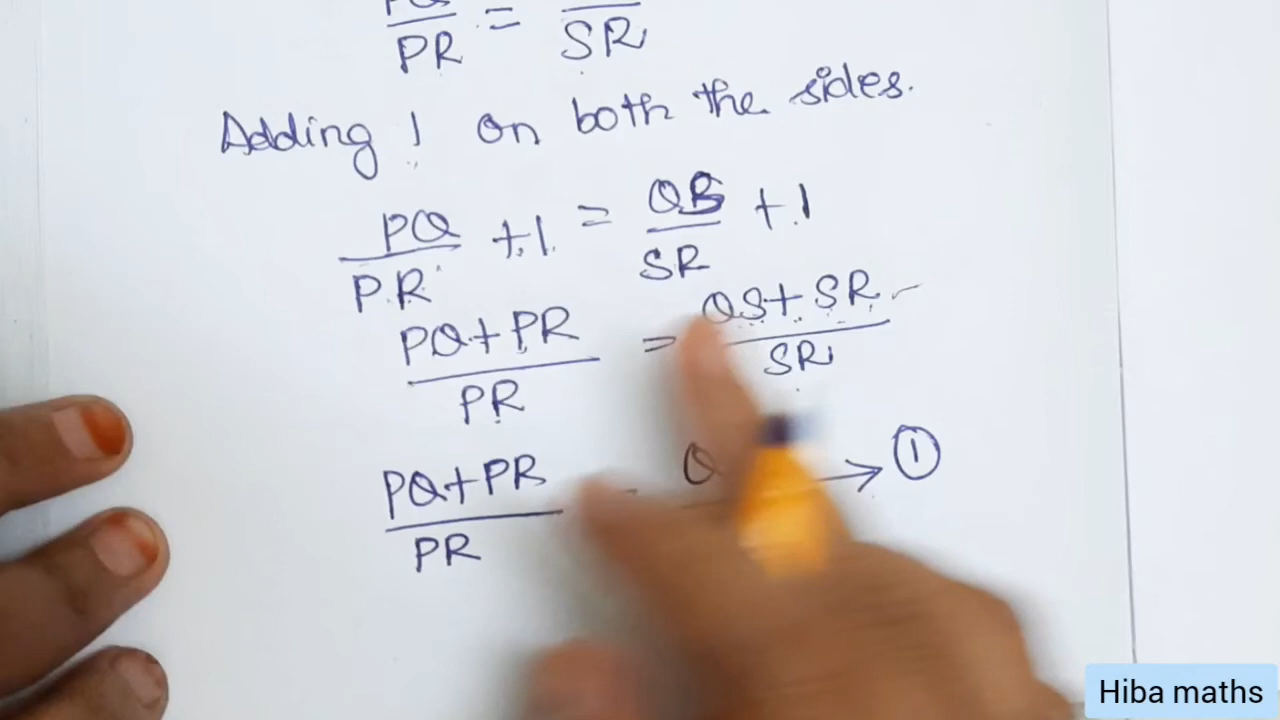 PR = SR
Adding 1 on both the sides.
PQ/PR + 1 = QS/SR + 1
PQ + PR / PR = QS + SR / SR
PQ + PR / PR Q → ①
Hiba maths